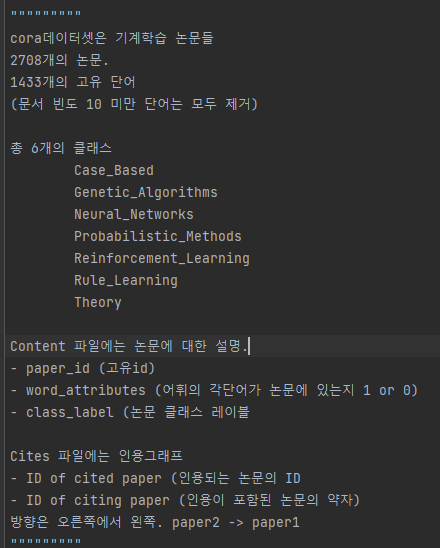 """""""""
cora데이터셋은 기계학습 논문들
2708개의 논문.
1433개의 고유 단어
(문서 빈도 10 미만 단어는 모두 제거)
총 6개의 클래스
Case_Based
Genetic_Algorithms
Neural_Networks
Probabilistic_Methods
Reinforcement_Learning
Rule_Learning
Theory
Content 파일에는 논문에 대한 설명.
- paper_id (고유id)
- word_attributes (어휘의 각단어가 논문에 있는지 1 or 0)
- class_label (논문 클래스 레이블
Cites 파일에는 인용그래프
- ID of cited paper (인용되는 논문의 ID
- ID of citing paper (인용이 포함된 논문의 약자)
방향은 오른쪽에서 왼쪽. paper2 -> paper1
"""""""""